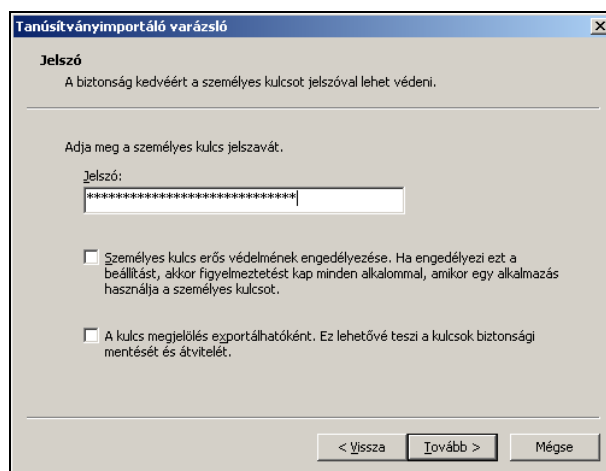 Tanúsítványimportáló varázsló
Jelszó
A biztonság kedvéért a személyes kulcsot jelszóval lehet védeni.
Adja meg a személyes kulcs jelszavát.
Jelszó:
*****************************
Személyes kulcs erős védelmének engedélyezése. Ha engedélyezi ezt a
beállítást, akkor figyelmeztetést kap minden alkalommal, amikor egy alkalmazás
használja a személyes kulcsot.
A kulcs megjelölés exportálhatóként. Ez lehetővé teszi a kulcsok biztonsági
mentését és átvitelét.
< Vissza
Tovább >
Mégse